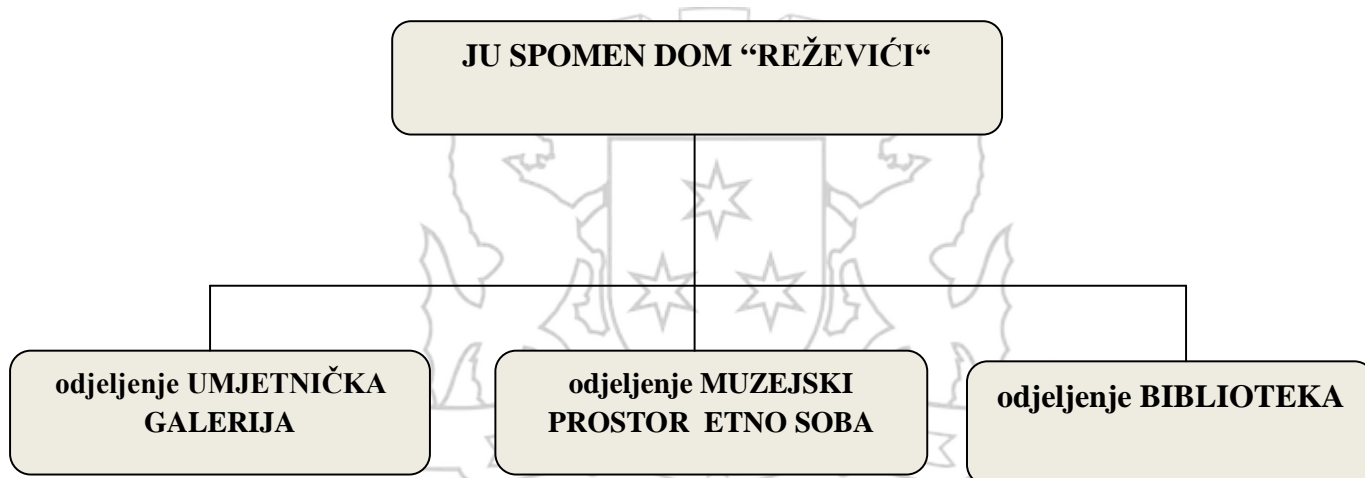 JU SPOMEN DOM “REŽEVIĆI“
odjeljenje UMJETNIČKA
GALERIJA
odjeljenje MUZEJSKI
PROSTOR ETNO SOBA
odjeljenje BIBLIOTEKA